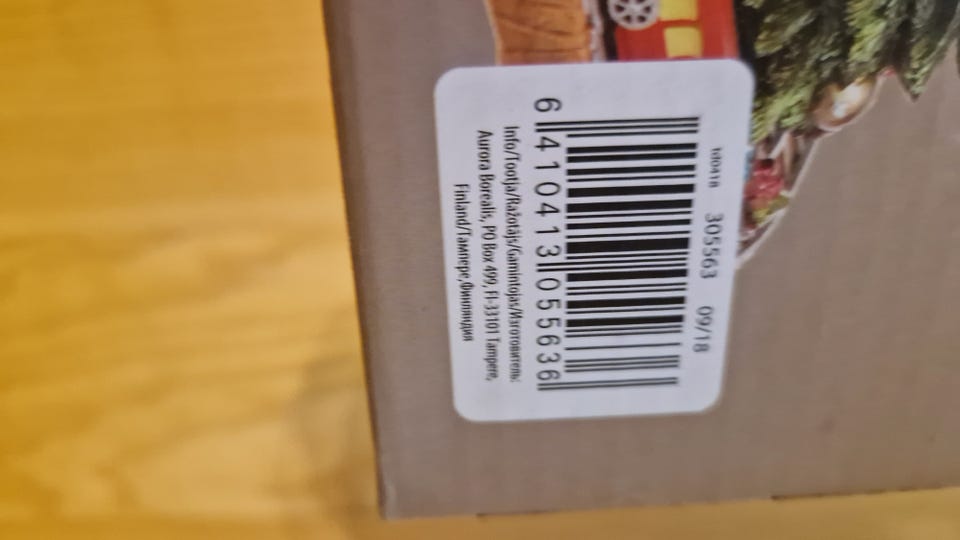 305563 09/18
6 410413 055636
Info/Tootja/Ražotājs/Gamintojas/Изготовитель:
Aurora Borealis, PO Box 499, FI-33101 Tampere,
Finland/Тампере,Финляндия